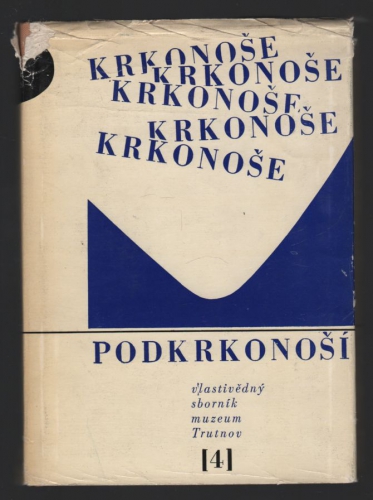 KRKONOŠE
KRKONOŠE
KRKONOŠE
KRKONOŠE
KRKONOŠE
PODKRKONOŠÍ
vlastivědný
sborník
muzeum
Trutnov
[4]